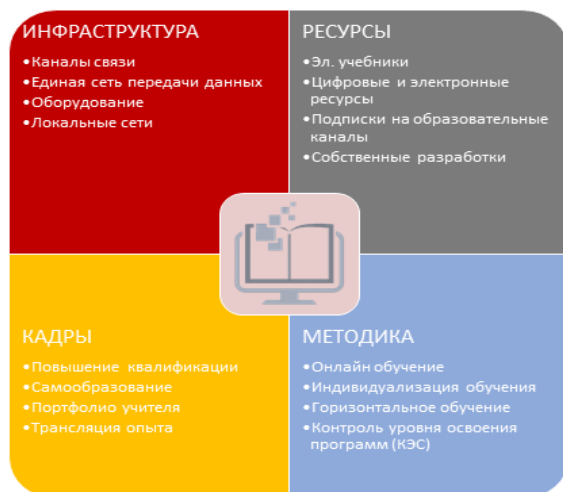 ИНФРАСТРУКТУРА
•Каналы связи
•Единая сеть передачи данных
•Оборудование
•Локальные сети
РЕСУРСЫ
•Эл. учебники
•Цифровые и электронные
ресурсы
•Подписки на образовательные
каналы
•Собственные разработки
КАДРЫ
•Повышение квалификации
•Самообразование
•Портфолио учителя
•Трансляция опыта
МЕТОДИКА
•Онлайн обучение
•Индивидуализация обучения
•Горизонтальное обучение
•Контроль уровня освоения
программ (КЭС)